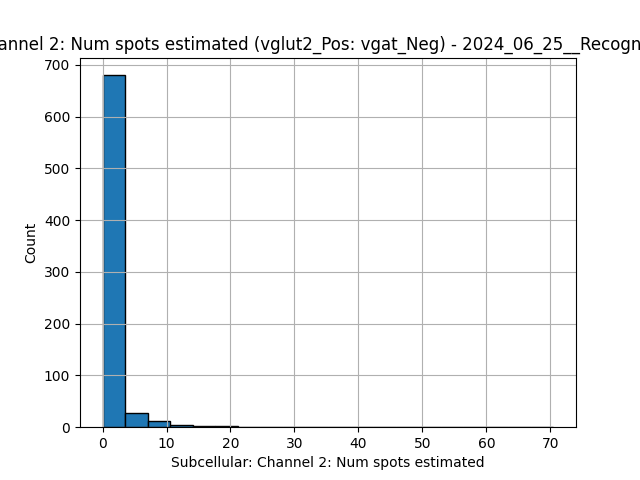 annel 2: Num spots estimated (vglut2_Pos: vgat_Neg) - 2024_06_25__Recogn
700
600
500
400
300
200
100
0
Count
0 10 20 30 40 50 60 70
Subcellular: Channel 2: Num spots estimated